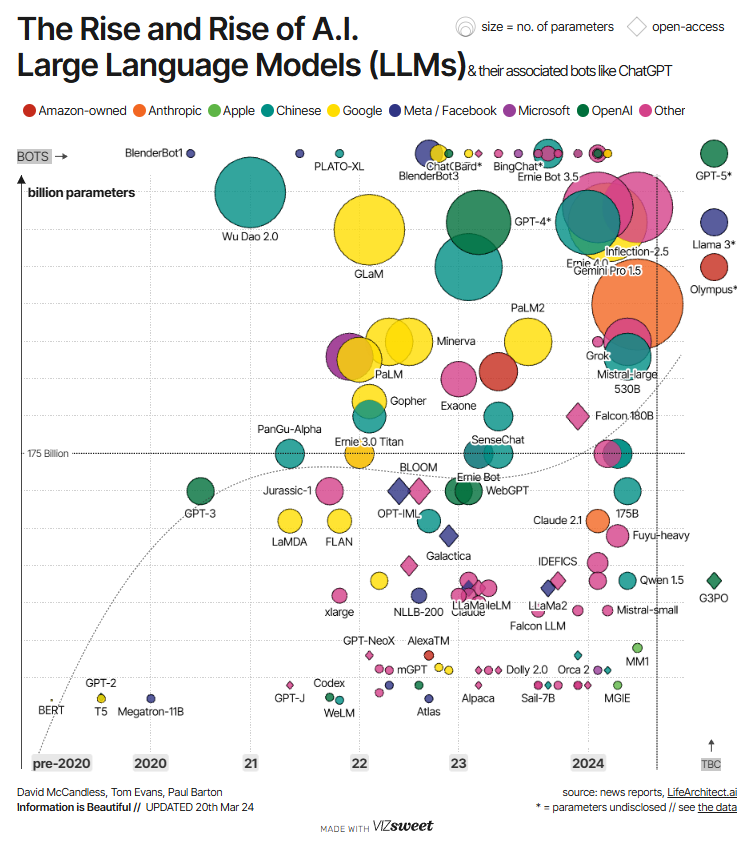 The Rise and Rise of A.I.
Large Language Models (LLMs) & their associated bots like ChatGPT
size = no. of parameters
open-access
Amazon-owned
Anthropic
Apple
Chinese
Google
Meta / Facebook
Microsoft
OpenAI
Other
BOTS →
BlenderBot1
PLATO-XL
BlenderBot3
Bard*
BingChat*
Ernie Bot 3.5
GPT-5*
billion parameters
Wu Dao 2.0
GLaM
GPT-4*
Llama 3*
Inflection-2.5
Ernie 4.0
Gemini Pro 1.5
Olympus*
PaLM2
Minerva
Grok
PaLM
Mistral-large
530B
Exaone
Gopher
Falcon 180B
PanGu-Alpha
Ernie 3.0 Titan
SenseChat
175 Billion
BLOOM
Ernie Bot
Jurassic-1
WebGPT
GPT-3
OPT-IML
175B
Claude 2.1
LaMDA
FLAN
Fuyu-heavy
Galactica
IDEFICS
Qwen 1.5
G3PO
xlarge
NLLB-200
Claude
LLaMa2
Mistral-small
Falcon LLM
GPT-NeoX
AlexaTM
MM1
mGPT
Dolly 2.0
Orca 2
GPT-2
Codex
BERT
T5
Megatron-11B
GPT-J
WeLM
Atlas
Alpaca
Sail-7B
MGIE
pre-2020
2020
21
22
23
2024
TBC
David McCandless, Tom Evans, Paul Barton
Information is Beautiful // UPDATED 20th Mar 24
source: news reports, LifeArchitect.ai
* = parameters undisclosed // see the data
MADE WITH VIZsweet